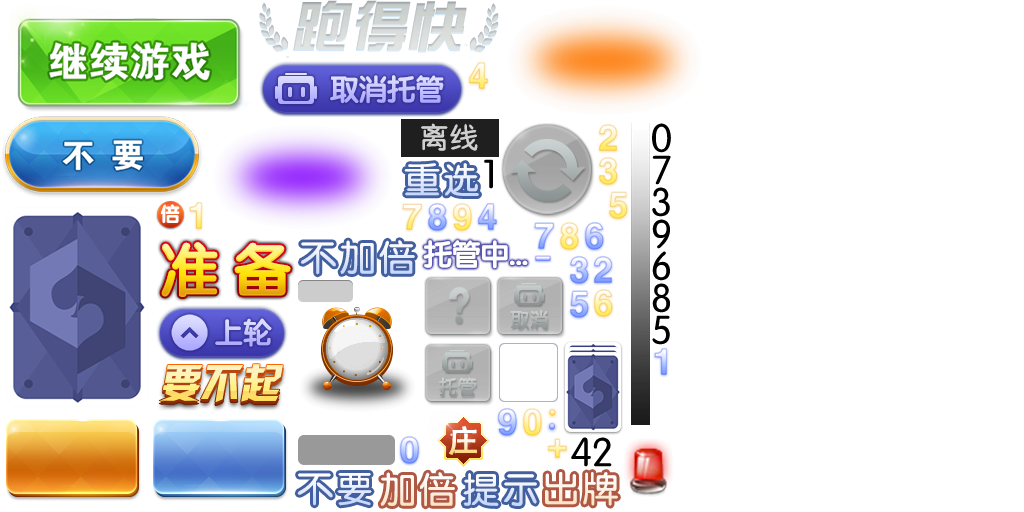 跑得快
继续游戏
取消托管
4
不要
离线
2
0
7
3
9
6
8
5
重选
1
3
5
7894
倍1
786
准备
不加倍
托管中...
-
32
?
取消
56
上轮
1
托管
要不起
90:
庄
0
+
42
不要
加倍
提示
出牌